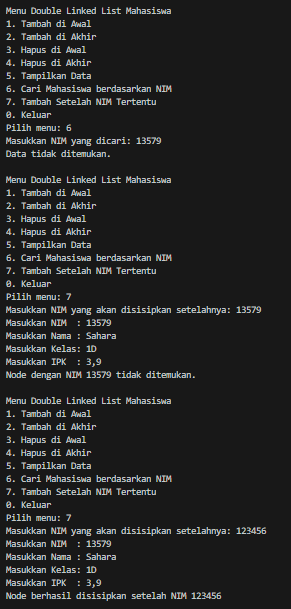 Menu Double Linked List Mahasiswa
1. Tambah di Awal
2. Tambah di Akhir
3. Hapus di Awal
4. Hapus di Akhir
5. Tampilkan Data
6. Cari Mahasiswa berdasarkan NIM
7. Tambah Setelah NIM Tertentu
0. Keluar
Pilih menu: 6
Masukkan NIM yang dicari: 13579
Data tidak ditemukan.

Menu Double Linked List Mahasiswa
1. Tambah di Awal
2. Tambah di Akhir
3. Hapus di Awal
4. Hapus di Akhir
5. Tampilkan Data
6. Cari Mahasiswa berdasarkan NIM
7. Tambah Setelah NIM Tertentu
0. Keluar
Pilih menu: 7
Masukkan NIM yang akan disisipkan setelahnya: 13579
Masukkan NIM  : 13579
Masukkan Nama : Sahara
Masukkan Kelas: 1D
Masukkan IPK  : 3,9
Node dengan NIM 13579 tidak ditemukan.

Menu Double Linked List Mahasiswa
1. Tambah di Awal
2. Tambah di Akhir
3. Hapus di Awal
4. Hapus di Akhir
5. Tampilkan Data
6. Cari Mahasiswa berdasarkan NIM
7. Tambah Setelah NIM Tertentu
0. Keluar
Pilih menu: 7
Masukkan NIM yang akan disisipkan setelahnya: 123456
Masukkan NIM  : 13579
Masukkan Nama : Sahara
Masukkan Kelas: 1D
Masukkan IPK  : 3,9
Node berhasil disisipkan setelah NIM 123456